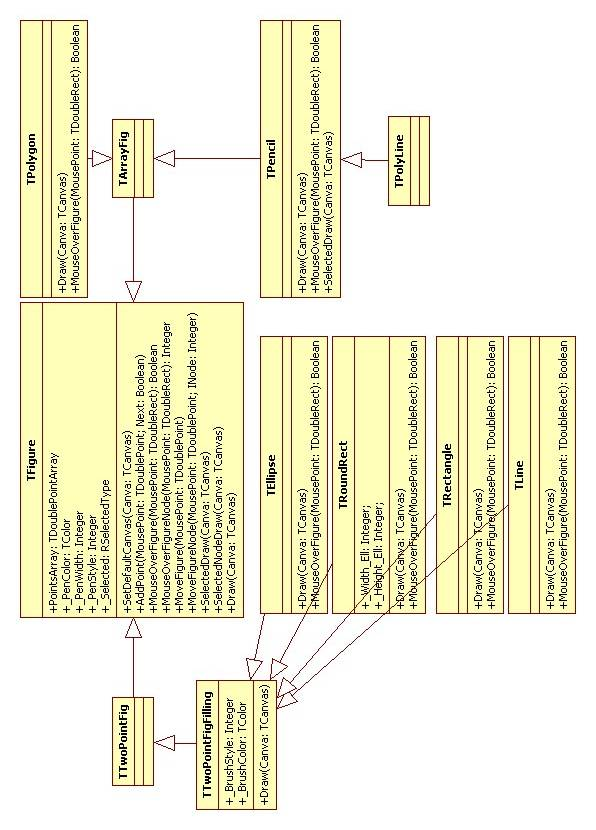 TPolygon
+Draw(Canva: TCanvas)
+MouseOverFigure(MousePoint: TDoubleRect): Boolean
TArrayFig
TPencil
+Draw(Canva: TCanvas)
+MouseOverFigure(MousePoint: TDoubleRect): Boolean
+SelectedDraw(Canva: TCanvas)
TPolyLine
TFigure
+PointsArray: TDoublePointArray
+_PenColor: TColor
+_PenWidth: Integer
+_PenStyle: Integer
+_Selected: RSelectedType
+SetDefaultCanvas(Canva: TCanvas)
+AddPoint(MousePoint: TDoublePoint; Next: Boolean)
+MouseOverFigure(MousePoint: TDoubleRect): Boolean
+MouseOverFigureNode(MousePoint: TDoubleRect): Integer
+MoveFigure(MousePoint: TDoublePoint)
+MoveFigureNode(MousePoint: TDoublePoint; INode: Integer)
+SelectedDraw(Canva: TCanvas)
+SelectedNodeDraw(Canva: TCanvas)
+Draw(Canva: TCanvas)
TEllipse
+Draw(Canva: TCanvas)
+MouseOverFigure(MousePoint: TDoubleRect): Boolean
TRoundRect
+_Width_Ell: Integer;
+_Height_Ell: Integer;
+Draw(Canva: TCanvas)
+MouseOverFigure(MousePoint: TDoubleRect): Boolean
TRectangle
+Draw(Canva: TCanvas)
+MouseOverFigure(MousePoint: TDoubleRect): Boolean
TLine
+Draw(Canva: TCanvas)
+MouseOverFigure(MousePoint: TDoubleRect): Boolean
TTwoPointFig
TTwoPointFigFilling
+_BrushStyle: Integer
+_BrushColor: TColor
+Draw(Canva: TCanvas)